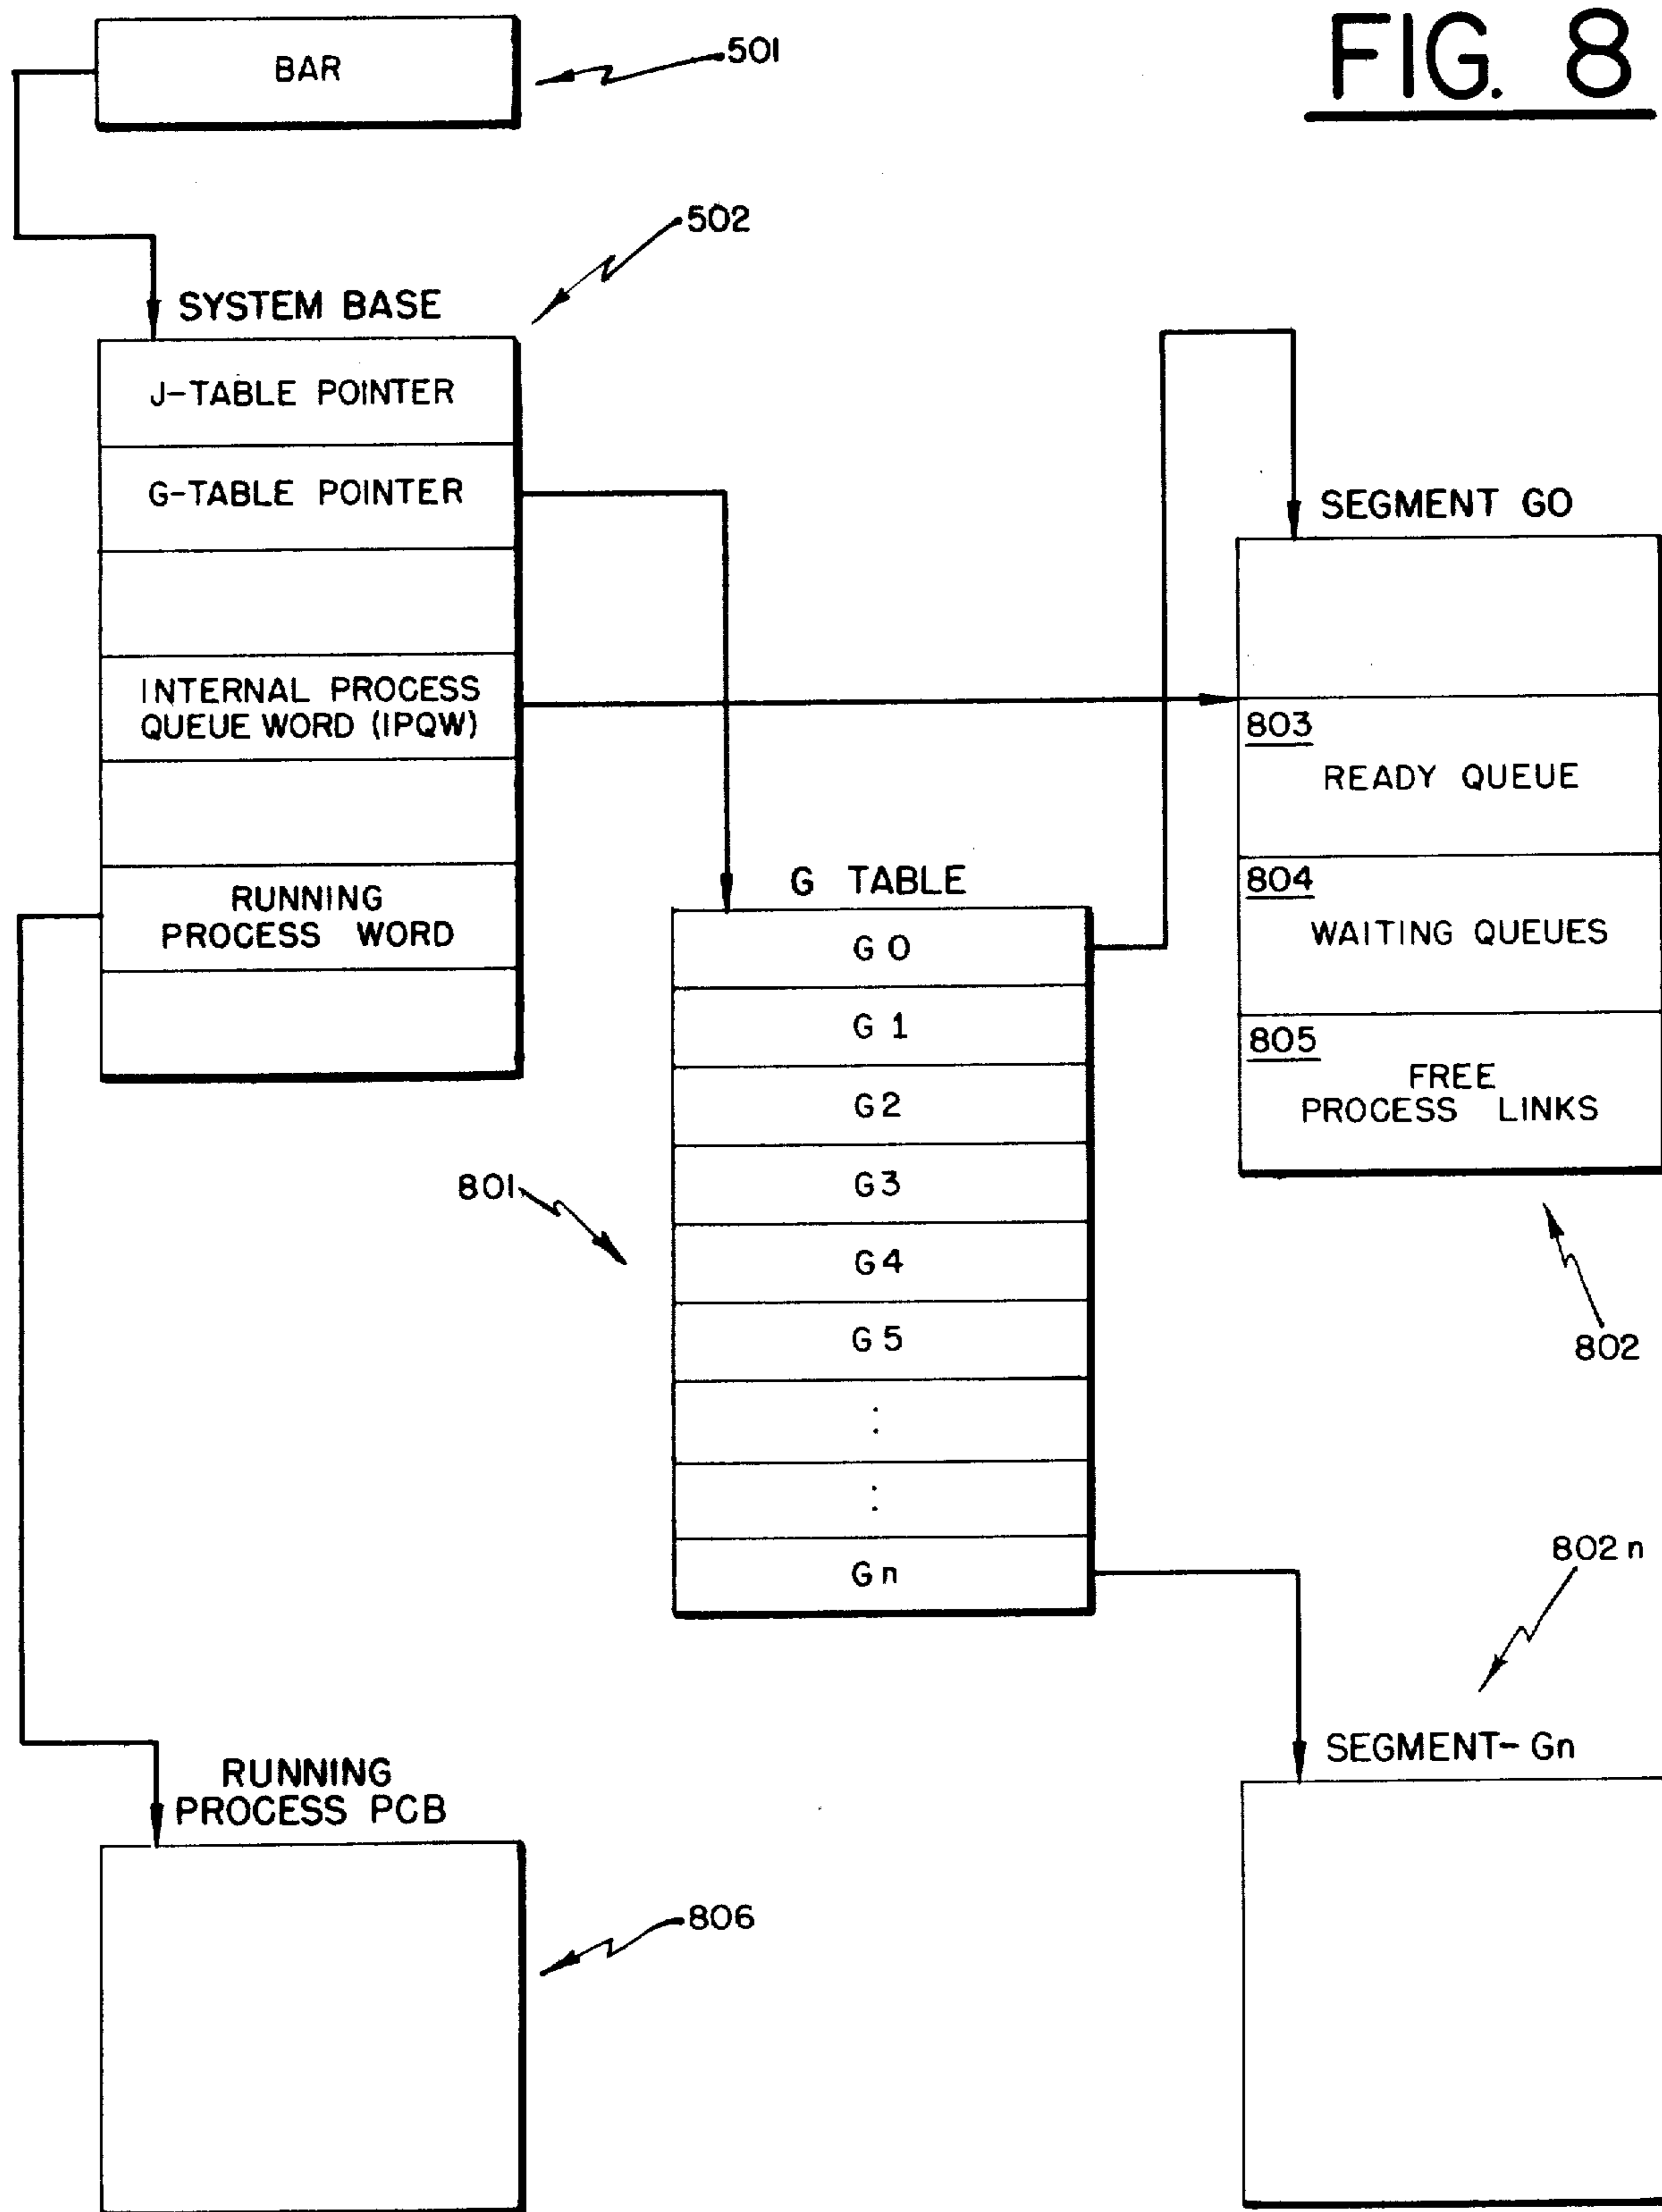 FIG. 8
BAR
501
502
SYSTEM BASE
J-TABLE POINTER
G-TABLE POINTER
INTERNAL PROCESS
QUEUE WORD (IPQW)
RUNNING
PROCESS WORD
SEGMENT G0
803
READY QUEUE
804
WAITING QUEUES
805
FREE
PROCESS LINKS
802
G TABLE
G 0
G 1
G2
G3
G4
G5
:
:
Gn
801
802n
SEGMENT-Gn
RUNNING
PROCESS PCB
806